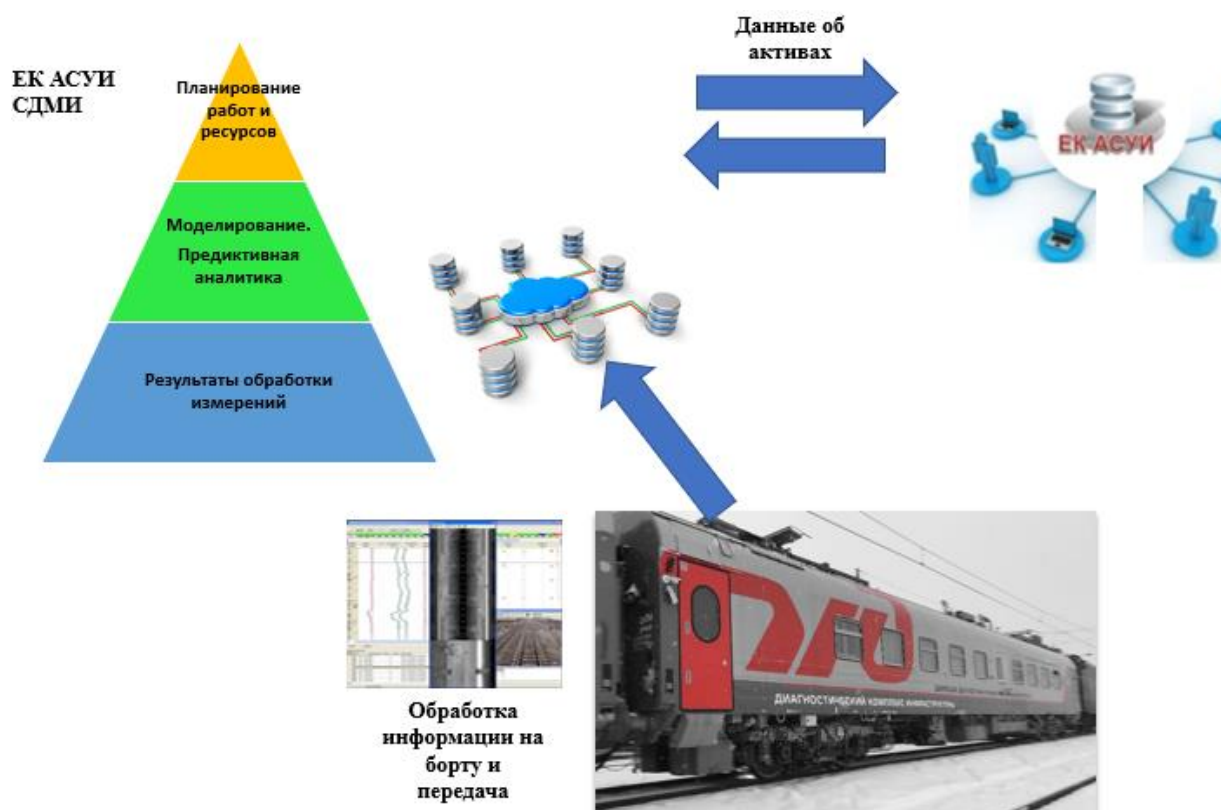 ЕК АСУИ
СДМИ
Планирование
работ и
ресурсов
Моделирование.
Предиктивная
аналитика
Результаты обработки
измерений
Данные об
активах
ЕК АСУИ
Обработка
информации на
борту и
передача
ДИАГНОСТИЧЕСКИЙ КОМПЛЕКС ИНФРАСТРУКТУРЫ